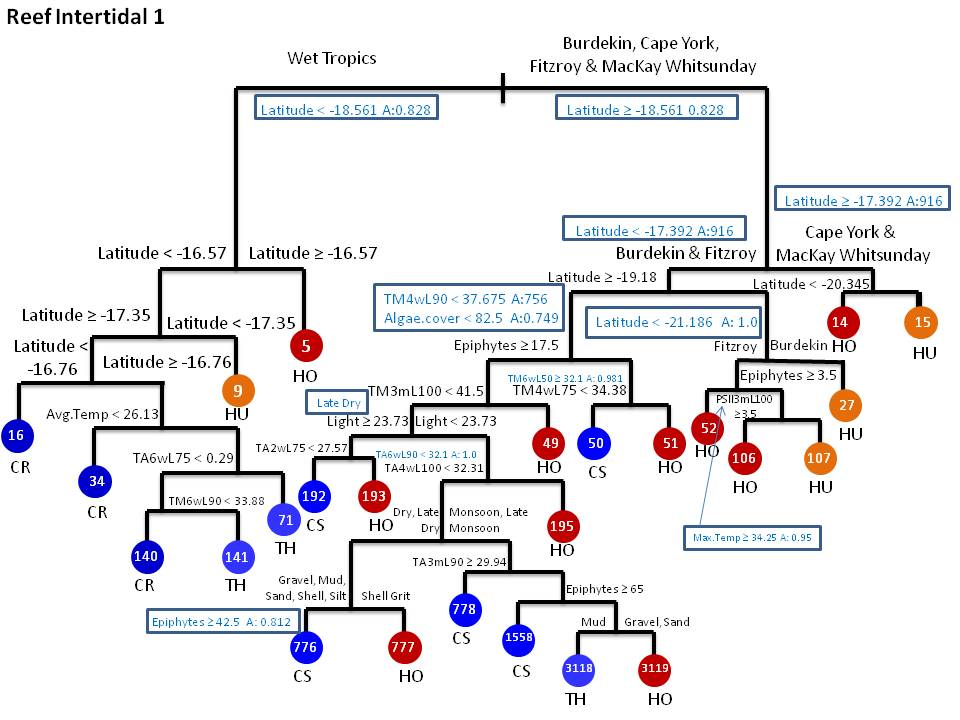 Reef Intertidal 1
Wet Tropics
Burdekin, Cape York,
Fitzroy & MacKay Whitsunday
Latitude < -18.561 A:0.828
Latitude ≥ -18.561 0.828
Latitude ≥ -17.392 A:916
Latitude < -17.392 A:916
Cape York &
MacKay Whitsunday
Latitude < -16.57
Latitude ≥ -16.57
Burdekin & Fitzroy
Latitude ≥ -19.18
Latitude < -20.345
TM4wL90 < 37.675 A:756
Algae.cover < 82.5 A:0.749
Latitude < -21.186 A: 1.0
Latitude ≥ -17.35
Latitude < -17.35
14
HO
15
HU
Latitude <
-16.76
Latitude ≥ -16.76
5
HO
Epiphytes ≥ 17.5
Fitzroy
Burdekin
9
HU
TM3mL100 < 41.5
TM6wL50 ≥ 32.1 A: 0.981
TM4wL75 < 34.38
Epiphytes ≥ 3.5
Late Dry
PSII3mL100
≥3.5
27
HU
Avg.Temp < 26.13
Light ≥ 23.73
Light < 23.73
16
CR
49
HO
50
CS
51
HO
52
HO
TA2wL75 < 27.57
TA6wL90 < 32.1 A: 1.0
TA4wL100 < 32.31
TA6wL75 < 0.29
106
HO
107
HU
34
CR
192
CS
193
HO
TM6wL90 < 33.88
71
TH
Dry, Late
Dry
Monsoon, Late
Monsoon
195
HO
Max.Temp ≥ 34.25 A: 0.95
140
CR
141
TH
TA3mL90 ≥ 29.94
Gravel, Mud,
Sand, Shell, Silt
Shell Grit
Epiphytes ≥ 65
Epiphytes ≥ 42.5 A: 0.812
778
CS
Mud
Gravel, Sand
776
CS
777
HO
1558
CS
3118
TH
3119
HO